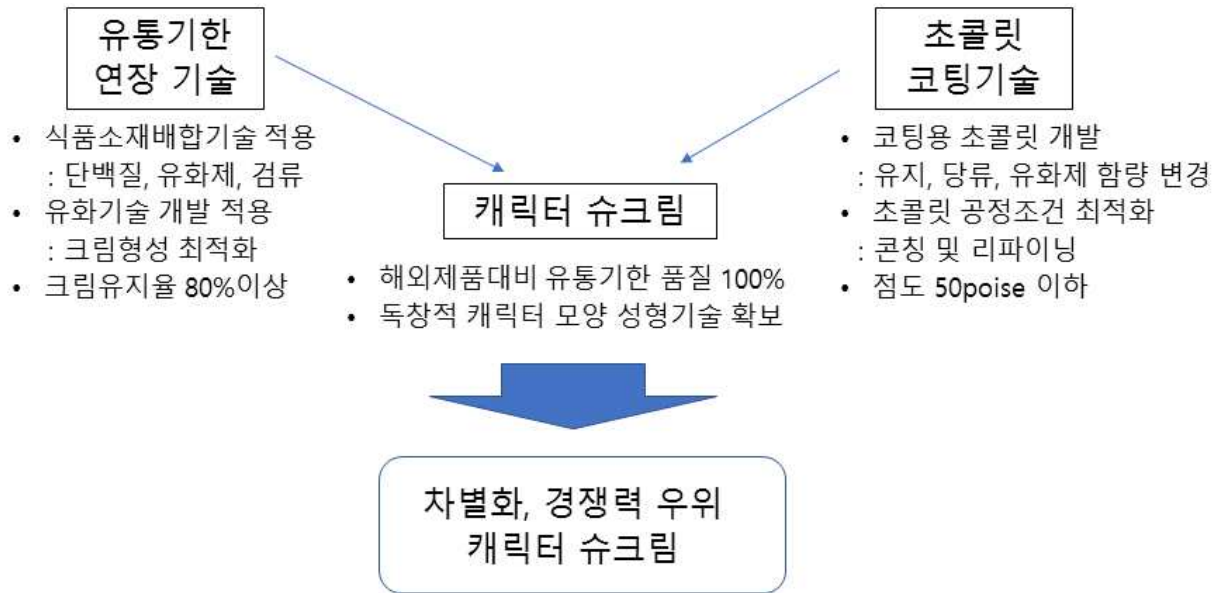 유통기한
연장 기술
• 식품소재배합기술 적용
: 단백질, 유화제, 검류
• 유화기술 개발 적용
: 크림형성 최적화
• 크림유지율 80%이상
초콜릿
코팅기술
• 코팅용 초콜릿 개발
: 유지, 당류, 유화제 함량 변경
• 초콜릿 공정조건 최적화
: 콘칭 및 리파이닝
• 점도 50poise 이하
캐릭터 슈크림
• 해외제품대비 유통기한 품질 100%
• 독창적 캐릭터 모양 성형기술 확보
차별화, 경쟁력 우위
캐릭터 슈크림